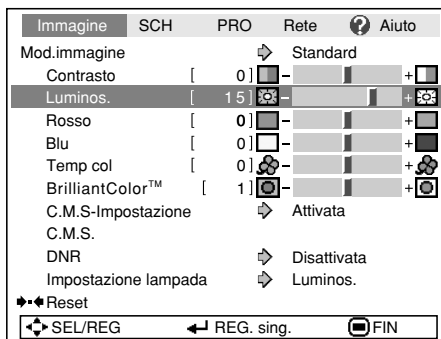 Immagine SCH PRO Rete ? Aiuto
Mod.immagine Standard
Contrasto [ 0] - +
Luminos. [ 15] - +
Rosso [ 0] - +
Blu [ 0] - +
Temp col [ 0] - +
BrilliantColor™ [ 1] - +
C.M.S-Impostazione Attivata
C.M.S.
DNR Disattivata
Impostazione lampada Luminos.
Reset
SEL/REG REG. sing. FIN